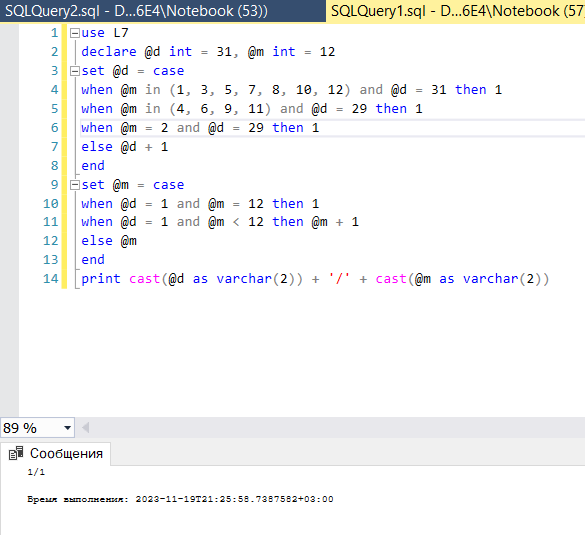 SQLQuery2.sql - D...6E4\Notebook (53))
SQLQuery1.sql - D...6E4\Notebook (57
1 use L7
2 declare @d int = 31, @m int = 12
3 set @d = case
4 when @m in (1, 3, 5, 7, 8, 10, 12) and @d = 31 then 1
5 when @m in (4, 6, 9, 11) and @d = 29 then 1
6 when @m = 2 and @d = 29 then 1
7 else @d + 1
8 end
9 set @m = case
10 when @d = 1 and @m = 12 then 1
11 when @d = 1 and @m < 12 then @m + 1
12 else @m
13 end
14 print cast(@d as varchar(2)) + '/' + cast(@m as varchar(2))
89 %
Сообщения
1/1
Время выполнения: 2023-11-19T21:25:58.7387582+03:00